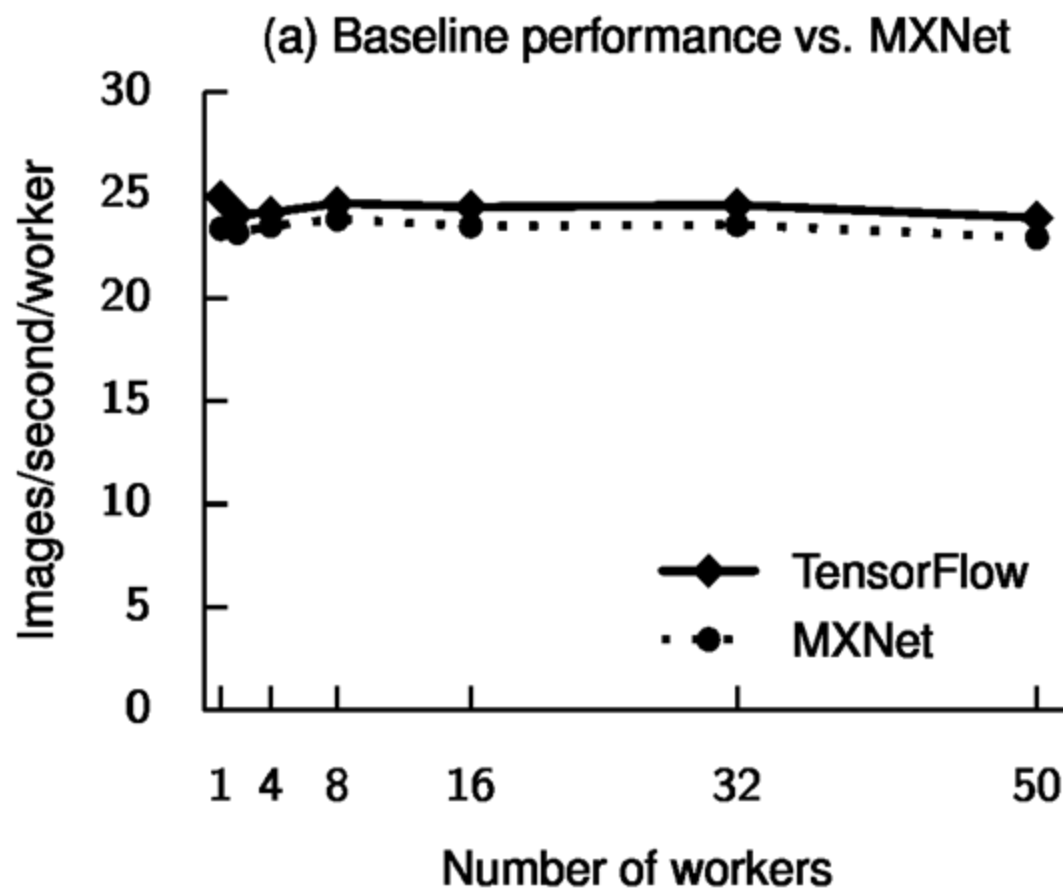 (a) Baseline performance vs. MXNet
30
25
20
15
10
5
0
Images/second/worker
TensorFlow
MXNet
1 4 8 16 32 50
Number of workers